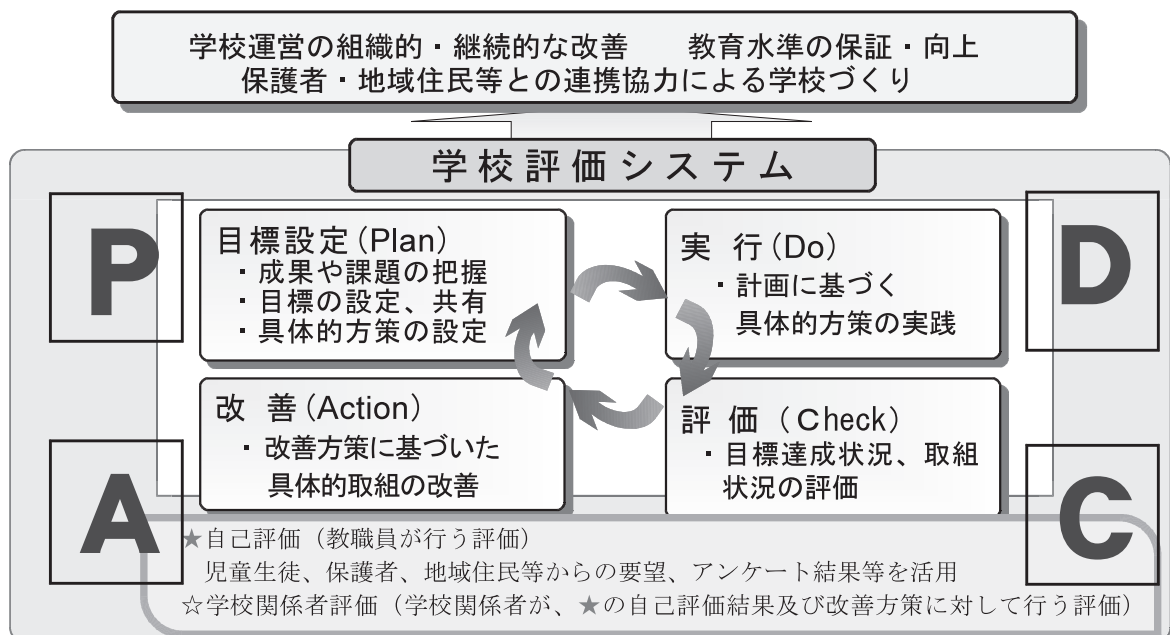 学校運営の組織的・継続的な改善　　教育水準の保証・向上
保護者・地域住民等との連携協力による学校づくり
学校評価システム
P
目標設定(Plan)
・成果や課題の把握
・目標の設定、共有
・具体的方策の設定
D
実 行(Do)
・計画に基づく
具体的方策の実践
A
改 善(Action)
・改善方策に基づいた
具体的取組の改善
C
評 価(Check)
・目標達成状況、取組
状況の評価
★自己評価（教職員が行う評価）
児童生徒、保護者、地域住民等からの要望、アンケート結果等を活用
☆学校関係者評価（学校関係者が、★の自己評価結果及び改善方策に対して行う評価）